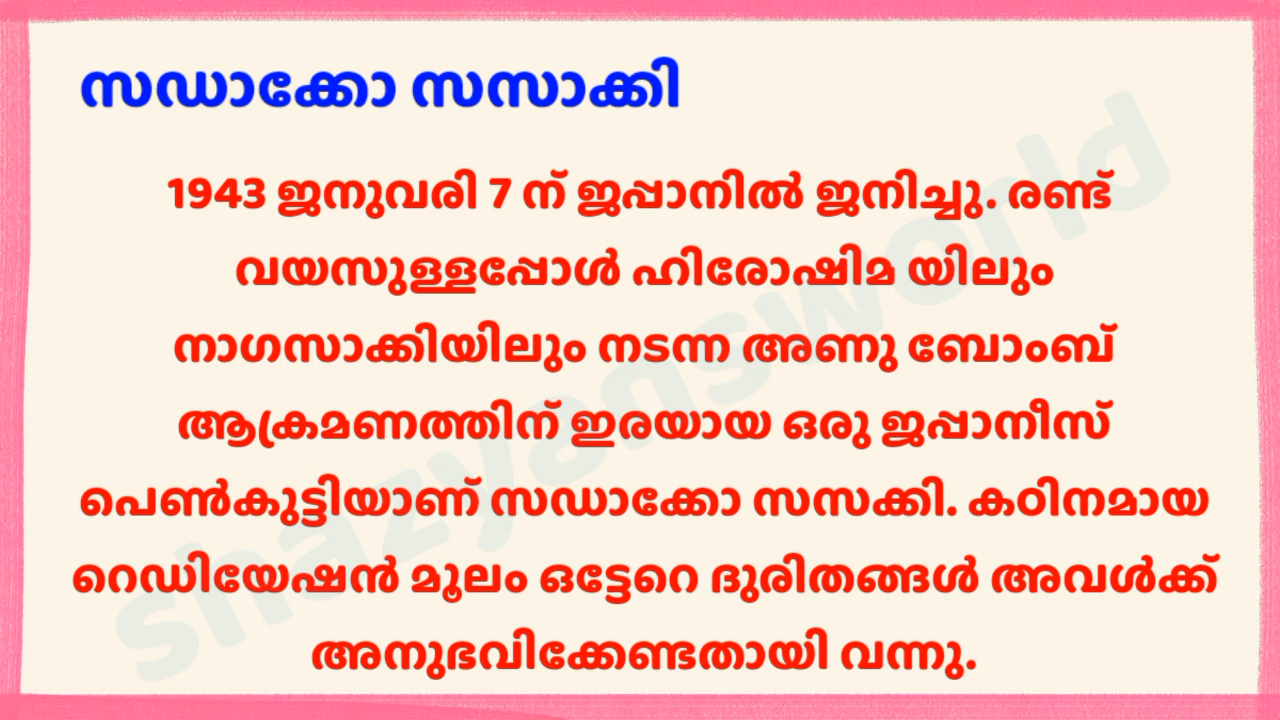 സഡാക്കോ സസാക്കി
1943 ജനുവരി 7 ന് ജപ്പാനിൽ ജനിച്ചു. രണ്ട്
വയസുള്ളപ്പോൾ ഹിരോഷിമ യിലും
നാഗസാക്കിയിലും നടന്ന അണു ബോംബ്
ആക്രമണത്തിന് ഇരയായ ഒരു ജപ്പാനീസ്
പെൺകുട്ടിയാണ് സഡാക്കോ സസക്കി. കഠിനമായ
റെഡിയേഷൻ മൂലം ഒട്ടേറെ ദുരിതങ്ങൾ അവൾക്ക്
അനുഭവിക്കേണ്ടതായി വന്നു.
shazyansworld